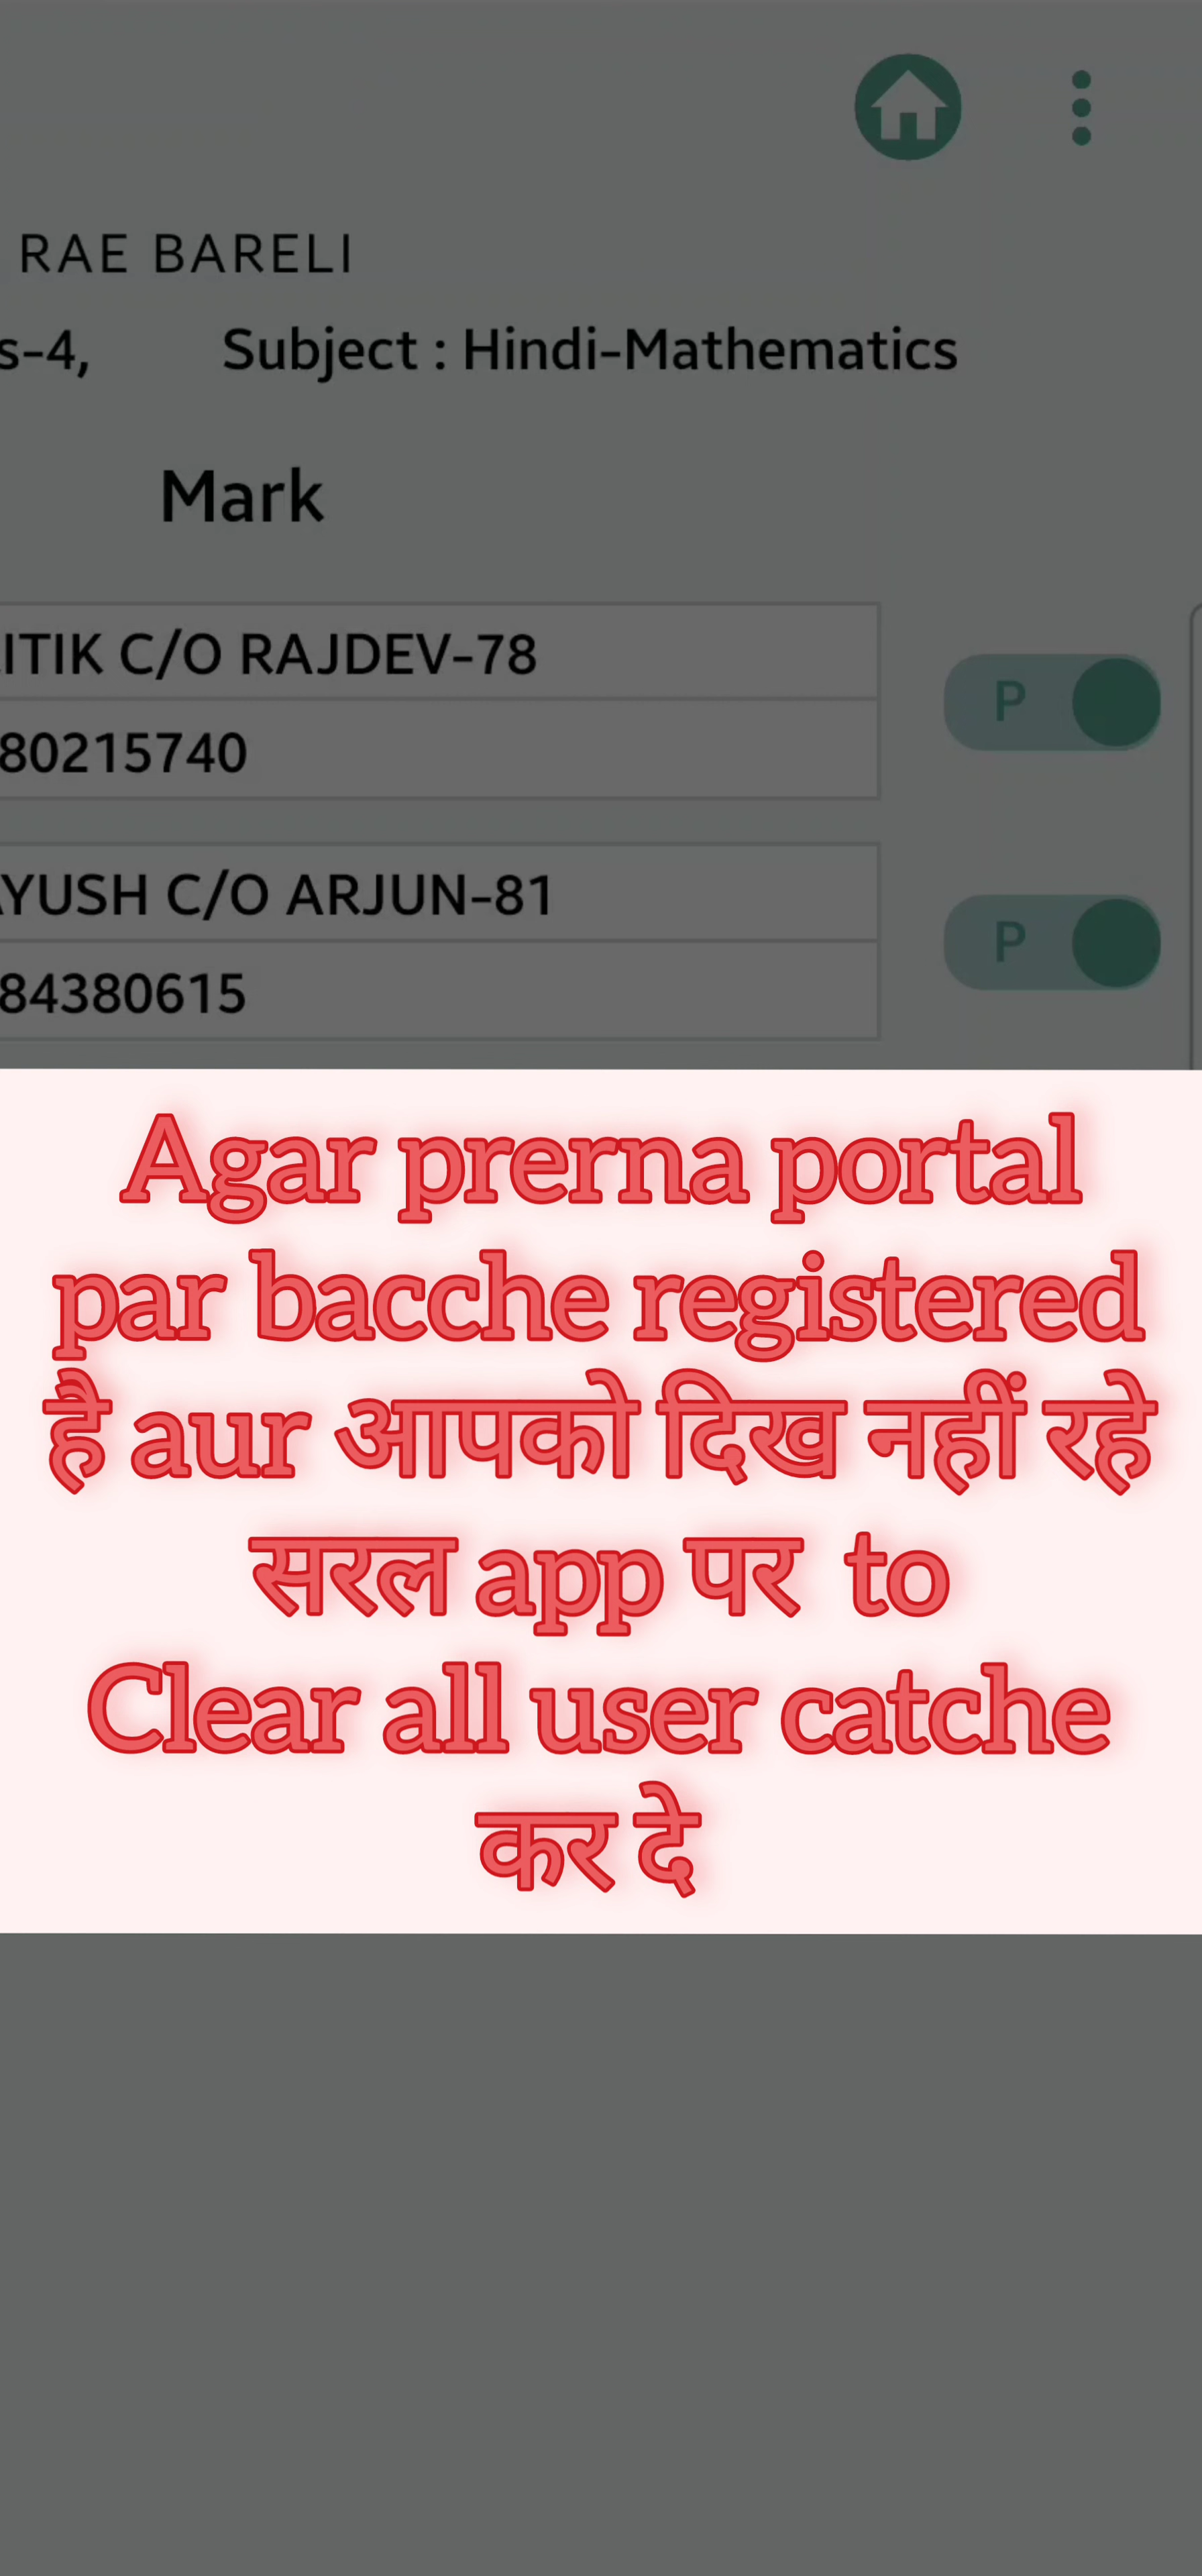 RAE BARELI
s-4, Subject : Hindi-Mathematics
Mark
ITIK C/O RAJDEV-78
P
80215740
YUSH C/O ARJUN-81
P
84380615
Agar prerna portal
par bacche registered
है aur आपको दिख नहीं रहे
सरल app पर to
Clear all user catche
कर दे